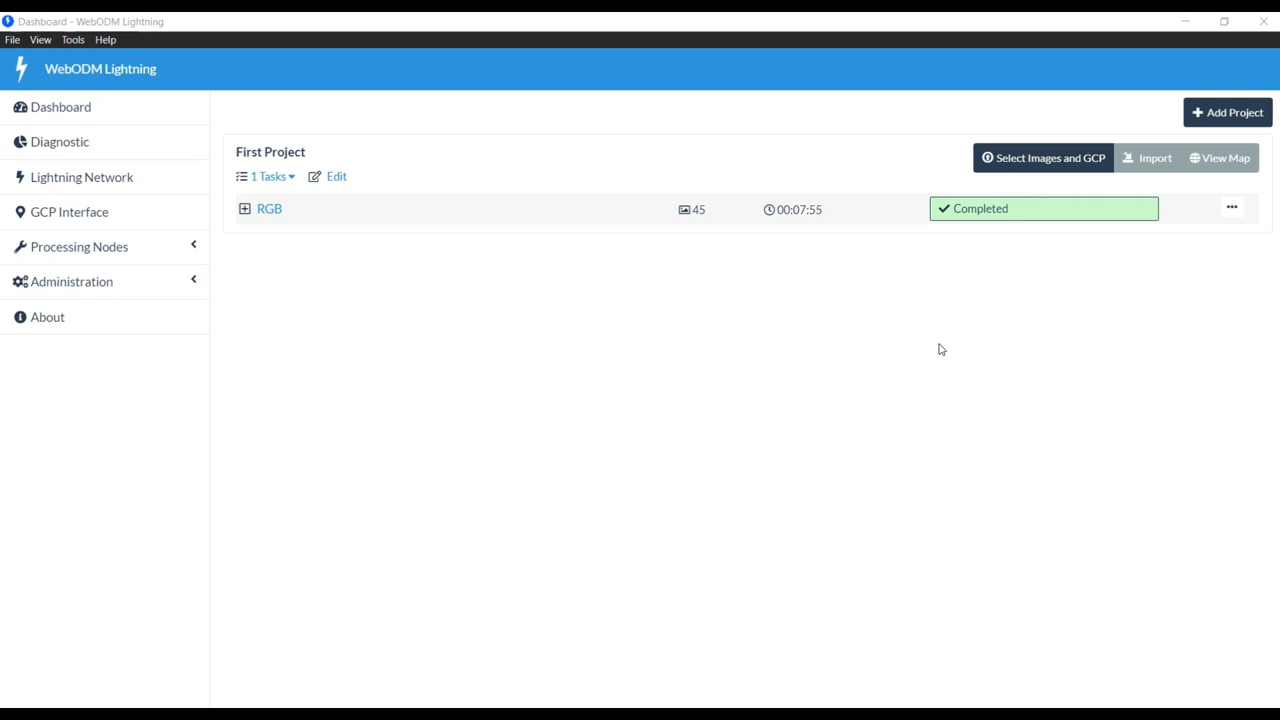 Dashboard - WebODM Lightning
File View Tools Help
WebODM Lightning
Dashboard
Diagnostic
Lightning Network
GCP Interface
Processing Nodes
Administration
About
+ Add Project
First Project
Select Images and GCP Import View Map
1 Tasks Edit
RGB 45 00:07:55 Completed